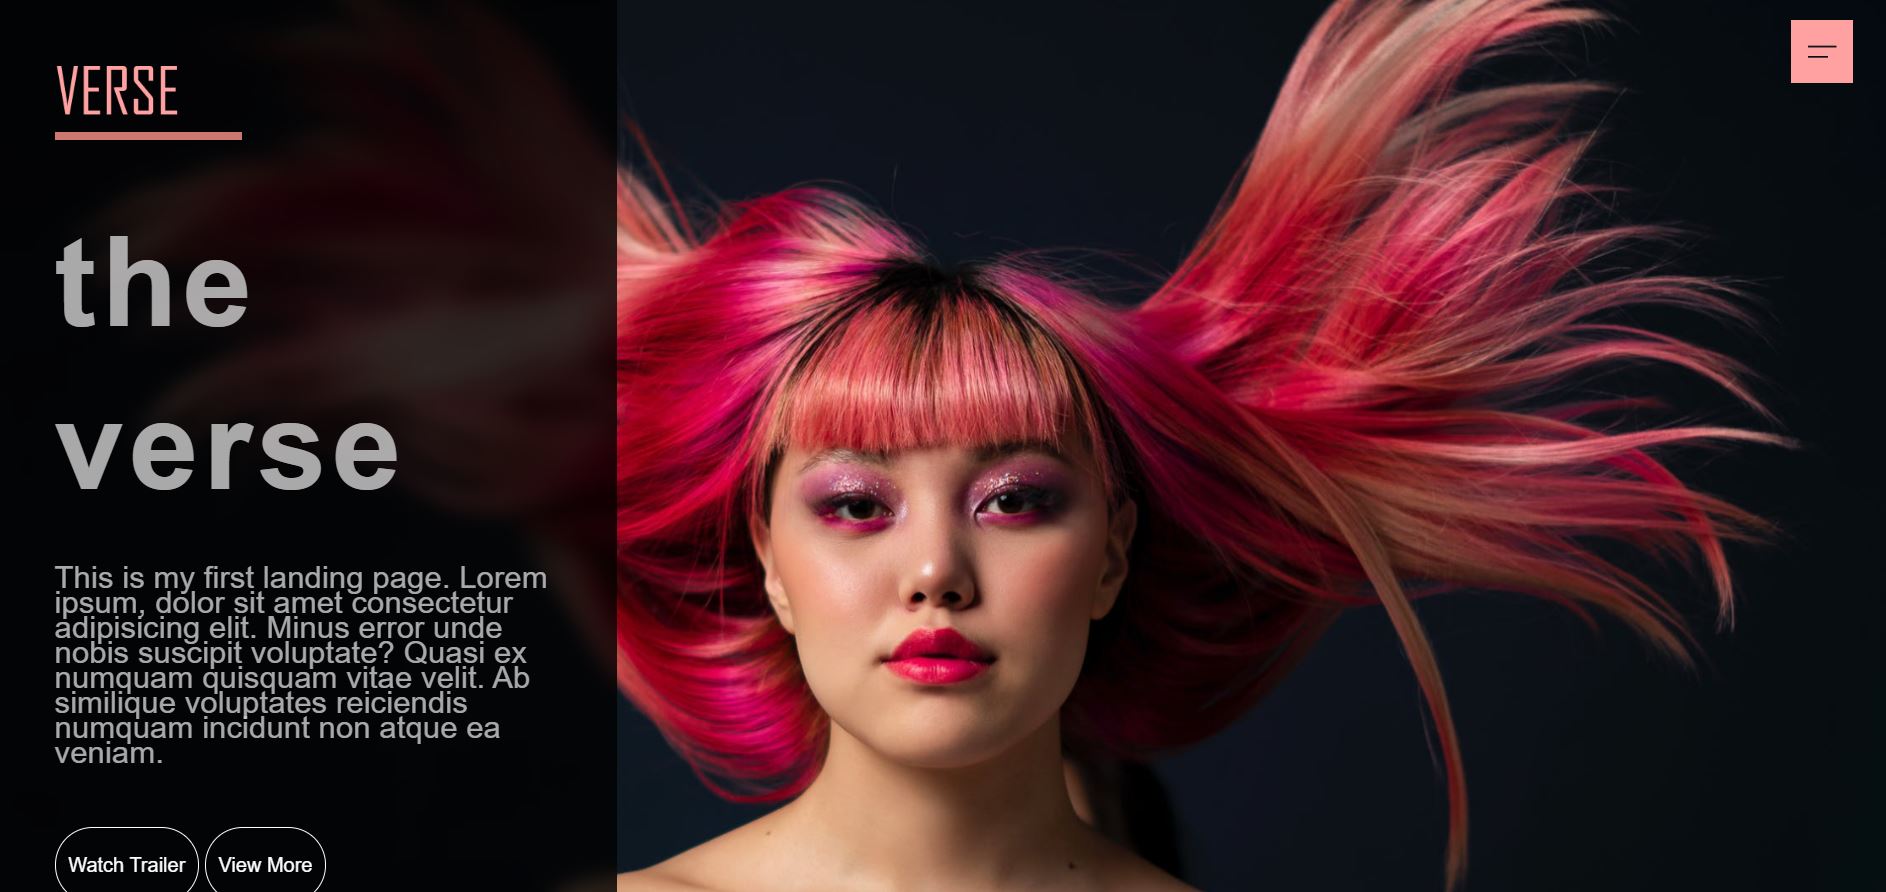 VERSE
the
verse
This is my first landing page. Lorem
ipsum, dolor sit amet consectetur
adipisicing elit. Minus error unde
nobis suscipit voluptate? Quasi ex
numquam quisquam vitae velit. Ab
similique voluptates reiciendis
numquam incidunt non atque ea
veniam.
Watch Trailer View More